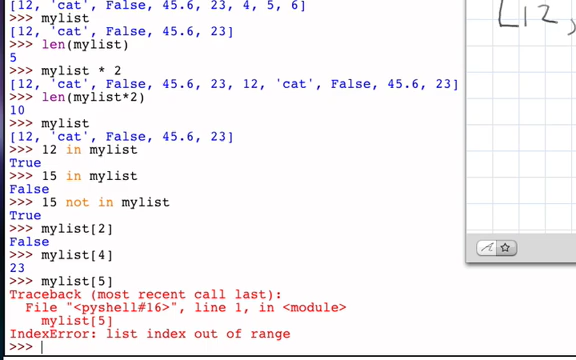 [12, 'cat', False, 45.6, 23, 4, 5, 6]
>>> mylist
[12, 'cat', False, 45.6, 23]
>>> len(mylist)
5
>>> mylist * 2
[12, 'cat', False, 45.6, 23, 12, 'cat', False, 45.6, 23]
>>> len(mylist*2)
10
>>> mylist
[12, 'cat', False, 45.6, 23]
>>> 12 in mylist
True
>>> 15 in mylist
False
>>> 15 not in mylist
True
>>> mylist[2]
False
>>> mylist[4]
23
>>> mylist[5]
Traceback (most recent call last):
File "<pyshell#16>", line 1, in <module>
mylist[5]
IndexError: list index out of range
>>>
[12,